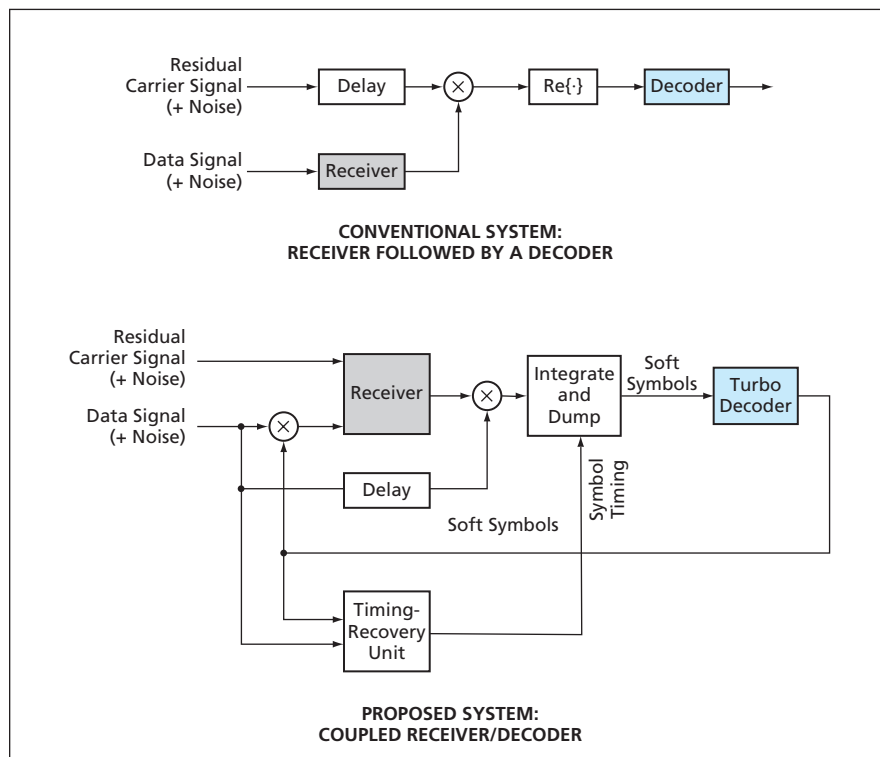 Residual
Carrier Signal
(+ Noise)
Delay
×
Re{·}
Decoder
Data Signal
(+ Noise)
Receiver
CONVENTIONAL SYSTEM:
RECEIVER FOLLOWED BY A DECODER
Residual
Carrier Signal
(+ Noise)
Data Signal
(+ Noise)
×
Receiver
×
Integrate
and
Dump
Soft
Symbols
Turbo
Decoder
Delay
Soft Symbols
Symbol
Timing
Timing-
Recovery
Unit
PROPOSED SYSTEM:
COUPLED RECEIVER/DECODER